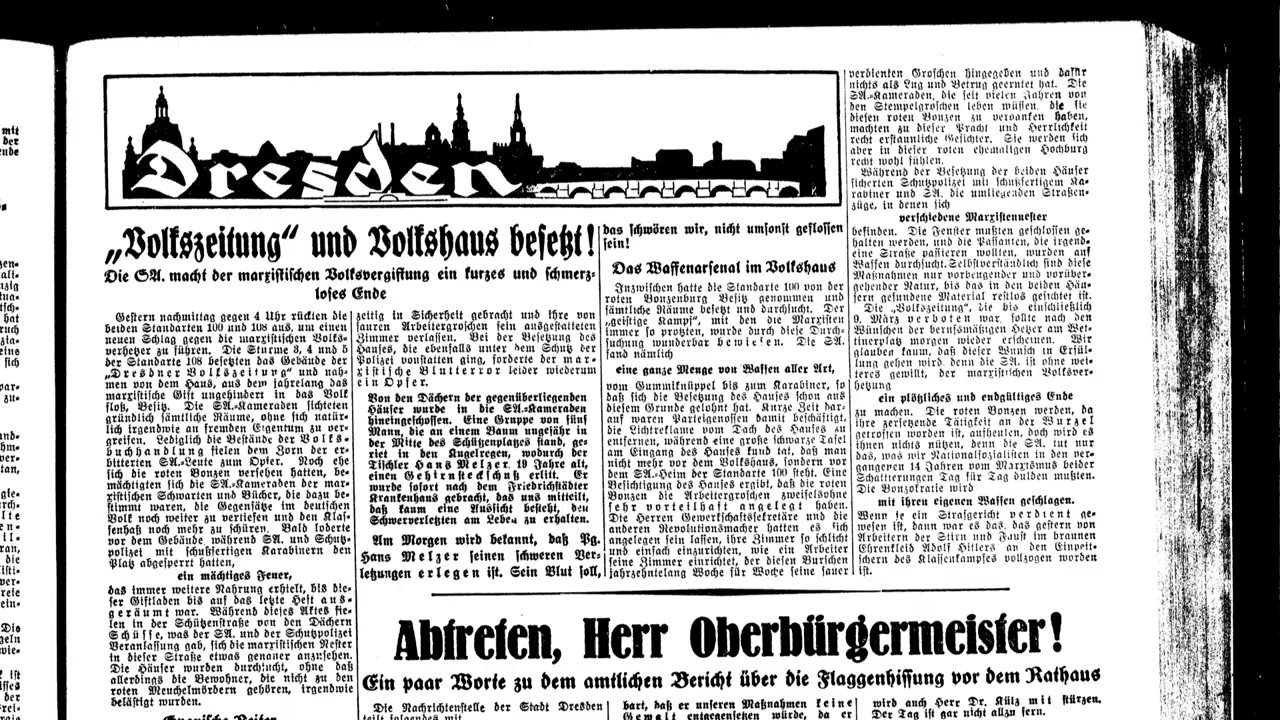 Dresden
„Volkszeitung“ und Volkshaus besetzt!
Die SA. macht der marxistischen Volksvergiftung ein kurzes und schmerz-
loses Ende
Gestern nachmittag gegen 4 Uhr rückten die
beiden Standarten 100 und 108 aus, um einen
neuen Schlag gegen die marxistischen Volks-
verhetzer zu führen. Die Stürme 3, 4 und 5
der Standarte 108 besetzten das Gebäude der
„Dresdner Volkszeitung“ und nah-
men von dem Haus, aus dem jahrelang das
marxistische Gift ungehindert in das Volk
floß, Besitz. Die SA.-Kameraden sicherten
gründlich sämtliche Räume, ohne sich natür-
lich irgendwie an fremden Eigentum zu ver-
greifen. Lediglich die Bestände der Volks-
buchhandlung fielen dem Zorn der er-
bitterten SA.-Leute zum Opfer. Noch ehe
sich die roten Bonzen versehen hatten, be-
mächtigten sich die SA.-Kameraden der mar-
xistischen Schwarten und Bücher, die dazu be-
stimmt waren, die Gegensätze im deutschen
Volk noch weiter zu vertiefen und den Klas-
senhaß noch mehr zu schüren. Bald loderte
vor dem Gebäude, während SA. und Schutz-
polizei mit schußfertigem Karabinern den
Platz abgesperrt hatten,
ein mächtiges Feuer,
das immer weitere Nahrung erhielt, bis die-
ser Giftladen bis auf das letzte Heft aus-
geräumt war. Während dieses Aktes fie-
len in der Schützenstraße von den Dächern
Schüsse, was der SA. und der Schutzpolizei
Veranlassung gab, sich die marxistischen Nester
in dieser Straße etwas genauer anzusehen.
Die Häuser wurden durchsucht, ohne daß
allerdings die Bewohner, die nicht zu den
roten Meuchelmördern gehören, irgendwie
belästigt wurden.
Spanische Reiter
zeitig in Sicherheit gebracht und ihre von
sauren Arbeitergroschen fein ausgestatteten
Zimmer verlassen. Bei der Besetzung des
Hauses, die ebenfalls unter dem Schutz der
Polizei vonstatten ging, forderte der mar-
xistische Blutterror leider wiederum
ein Opfer.
Von den Dächern der gegenüberliegenden
Häuser wurde in die SA.-Kameraden
hineingeschossen. Eine Gruppe von fünf
Mann, die an einem Baum ungefähr in
der Mitte des Schützenplatzes stand, ge-
riet in den Kugelregen, wodurch der
Tischler Hans Melzer, 19 Jahre alt,
einen Gehirnsteckschuß erlitt. Er
wurde sofort nach dem Friedrichstädter
Krankenhaus gebracht, das uns mitteilt,
daß kaum eine Aussicht besteht, den
Schwerverletzten am Leben zu erhalten.
Am Morgen wird bekannt, daß Pg.
Hans Melzer seinen schweren Ver-
letzungen erlegen ist. Sein Blut soll,
das schwören wir, nicht umsonst geflossen
sein!
Das Waffenarsenal im Volkshaus
Inzwischen hatte die Standarte 100 von der
roten Bonzenburg Besitz genommen und
sämtliche Räume besetzt und durchsucht. Der
„geistige Kampf“, mit den die Marxisten
immer so protzten, wurde durch diese Durch-
suchung wunderbar bewiesen. Die SA.
fand nämlich
eine ganze Menge von Waffen aller Art,
vom Gummiknüppel bis zum Karabiner, so
daß sich die Besetzung des Hauses schon aus
diesem Grunde gelohnt hat. Kurze Zeit dar-
auf waren Parteigenossen damit beschäftigt,
die Lichtreklame vom Dach des Hauses zu
entfernen, während eine große schwarze Tafel
am Eingang des Hauses kund tat, daß man
nicht mehr vor dem Volkshaus, sondern vor
dem SA.-Heim der Standarte 100 steht. Eine
Besichtigung des Hauses ergibt, daß die roten
Bonzen die Arbeitergroschen zweifelsohne
sehr vorteilhaft angelegt haben.
Die Herren Gewerkschaftssekretäre und die
anderen Revolutionsmacher hatten es sich
angelegen sein lassen, ihre Zimmer so schlicht
und einfach einzurichten, wie ein Arbeiter
seine Zimmer einrichtet, der diesen Burschen
jahrzehntelang Woche für Woche seine sauer
verdienten Groschen hingegeben und dafür
nichts als Lug und Betrug geerntet hat. Die
SA.-Kameraden, die seit vielen Jahren von
den Stempelgroschen leben müssen, die sie
diesen roten Bonzen zu verdanken haben,
machten zu dieser Pracht und Herrlichkeit
recht erstaunliche Gesichter. Sie werden sich
aber in dieser roten ehemaligen Hochburg
recht wohl fühlen.
Während der Besetzung der beiden Häuser
sicherten Schutzpolizei mit schußfertigem Ka-
rabiner und SA. die umliegenden Straßen-
züge, in denen sich
verschiedene Marxistennester
befinden. Die Fenster mußten geschlossen ge-
halten werden, und die Passanten, die irgend-
eine Straße passieren wollten, wurden auf
Waffen durchsucht. Selbstverständlich sind diese
Maßnahmen nur vorbeugender und vorüber-
gehender Natur, bis das in den beiden Häu-
sern gefundene Material restlos gesichtet ist.
Die „Volkszeitung“, die bis einschließlich
9. März verboten war, sollte nach den
Wünschen der berufsmäßigen Hetzer am Wet-
tinerplatz morgen wieder erscheinen. Wir
glauben kaum, daß dieser Wunsch in Erfül-
lung gehen wird, denn die SA. ist ohne wei-
teres gewillt, der marxistischen Volksver-
hetzung
ein plötzliches und endgültiges Ende
zu machen. Die roten Bonzen werden, da
ihre zersetzende Tätigkeit an der Wurzel
getroffen worden ist, aufheulen, doch wird es
ihnen nichts nützen, denn die SA. tut nur
das, was wir Nationalsozialisten in den ver-
gangenen 14 Jahren vom Marxismus beider
Schattierungen Tag für Tag dulden mußten.
Die Bonzokratie wird
mit ihren eigenen Waffen geschlagen.
Wenn je ein Strafgericht verdient ge-
wesen ist, dann war es das, das gestern von
Arbeitern der Stirn und Faust im braunen
Ehrenkleid Adolf Hitlers an den Einpeit-
schern des Klassenkampfes vollzogen worden
ist.
Abtreten, Herr Oberbürgermeister!
Ein paar Worte zu dem amtlichen Bericht über die Flaggenhissung vor dem Rathaus
Die Nachrichtenstelle der Stadt Dresden
teilt folgendes mit
bart, daß er unseren Maßnahmen keine
Gewalt entgegensetzen würde, da er
wird auch Herr Dr. Külz mit stürzen.
Der Tag ist gar nicht allzu fern.